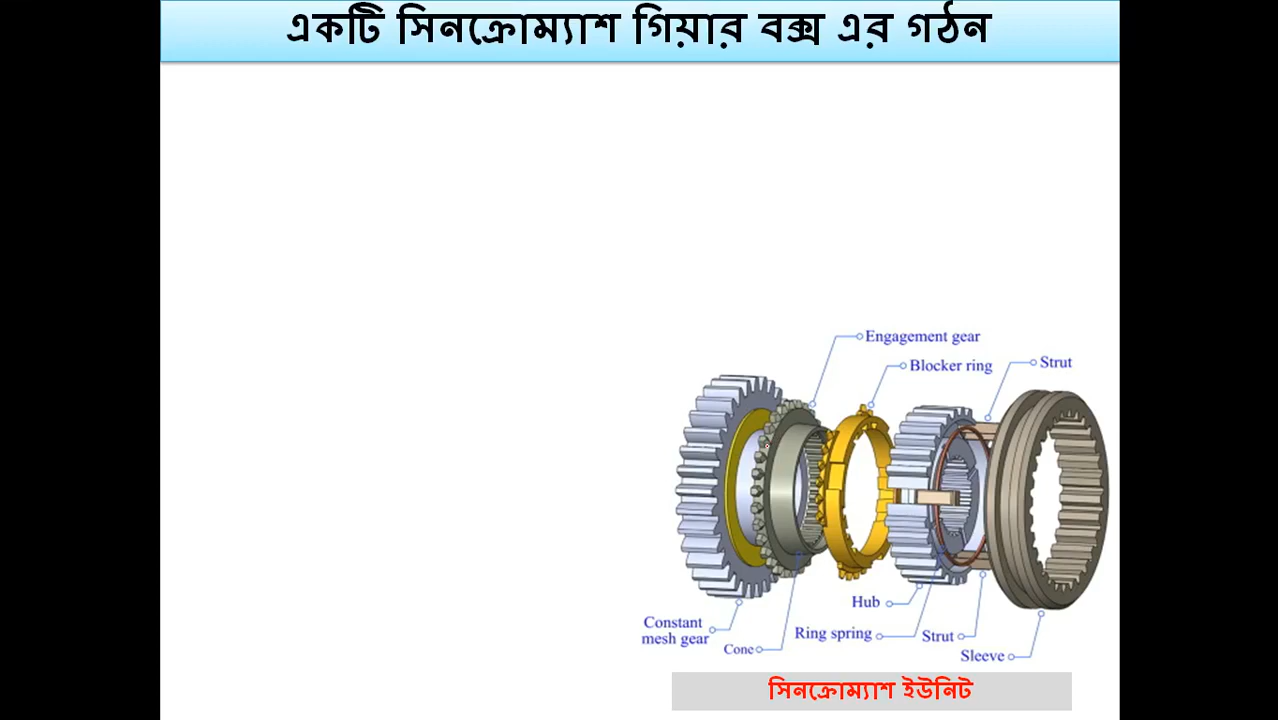 একটি সিনক্রোম্যাশ গিয়ার বক্স এর গঠন
Engagement gear
Blocker ring
Strut
Constant
mesh gear
Cone
Hub
Ring spring
Strut
Sleeve
সিনক্রোম্যাশ ইউনিট